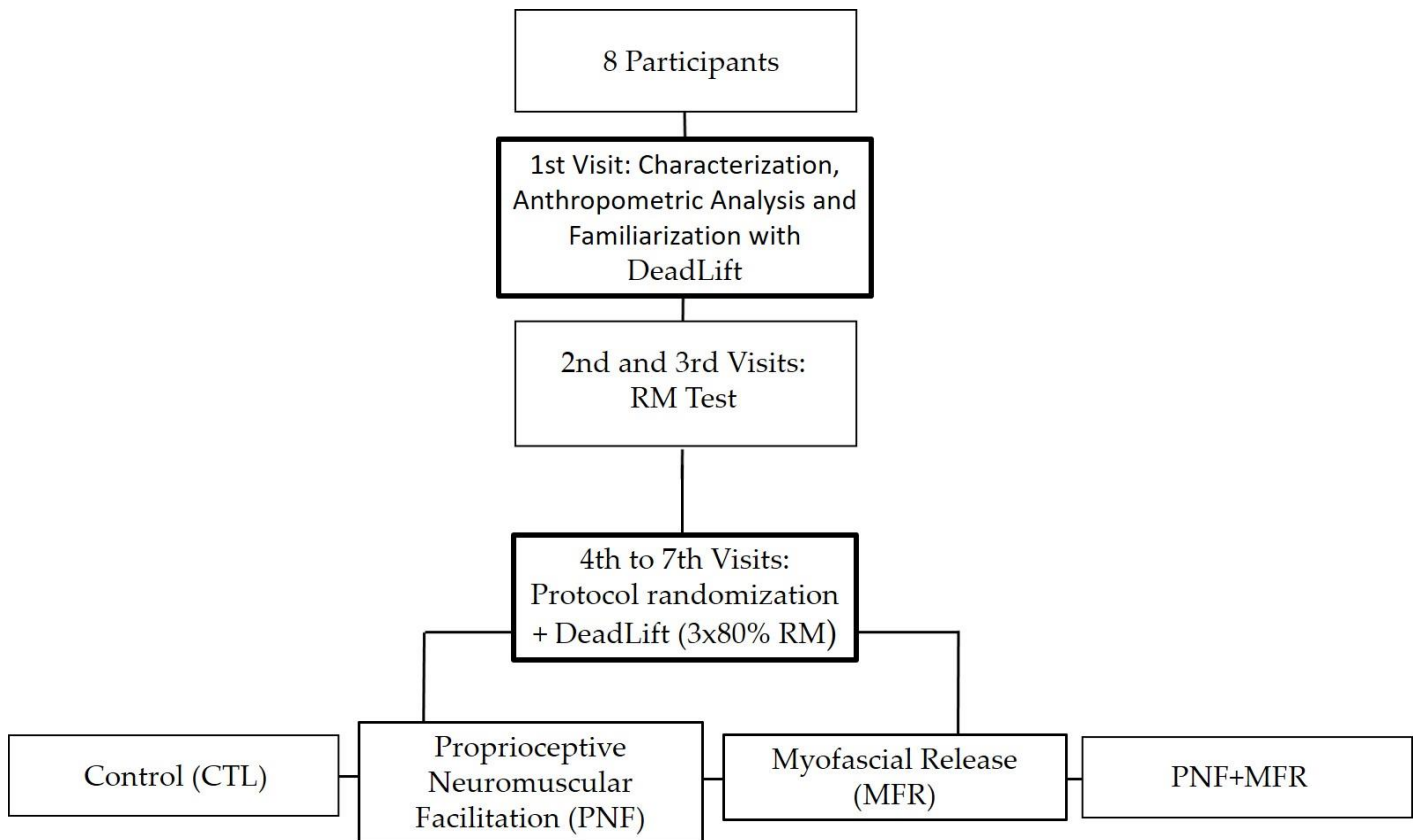 8 Participants
1st Visit: Characterization,
Anthropometric Analysis and
Familiarization with
DeadLift
2nd and 3rd Visits:
RM Test
4th to 7th Visits:
Protocol randomization
+ DeadLift (3x80% RM)
Control (CTL)
Proprioceptive
Neuromuscular
Facilitation (PNF)
Myofascial Release
(MFR)
PNF+MFR